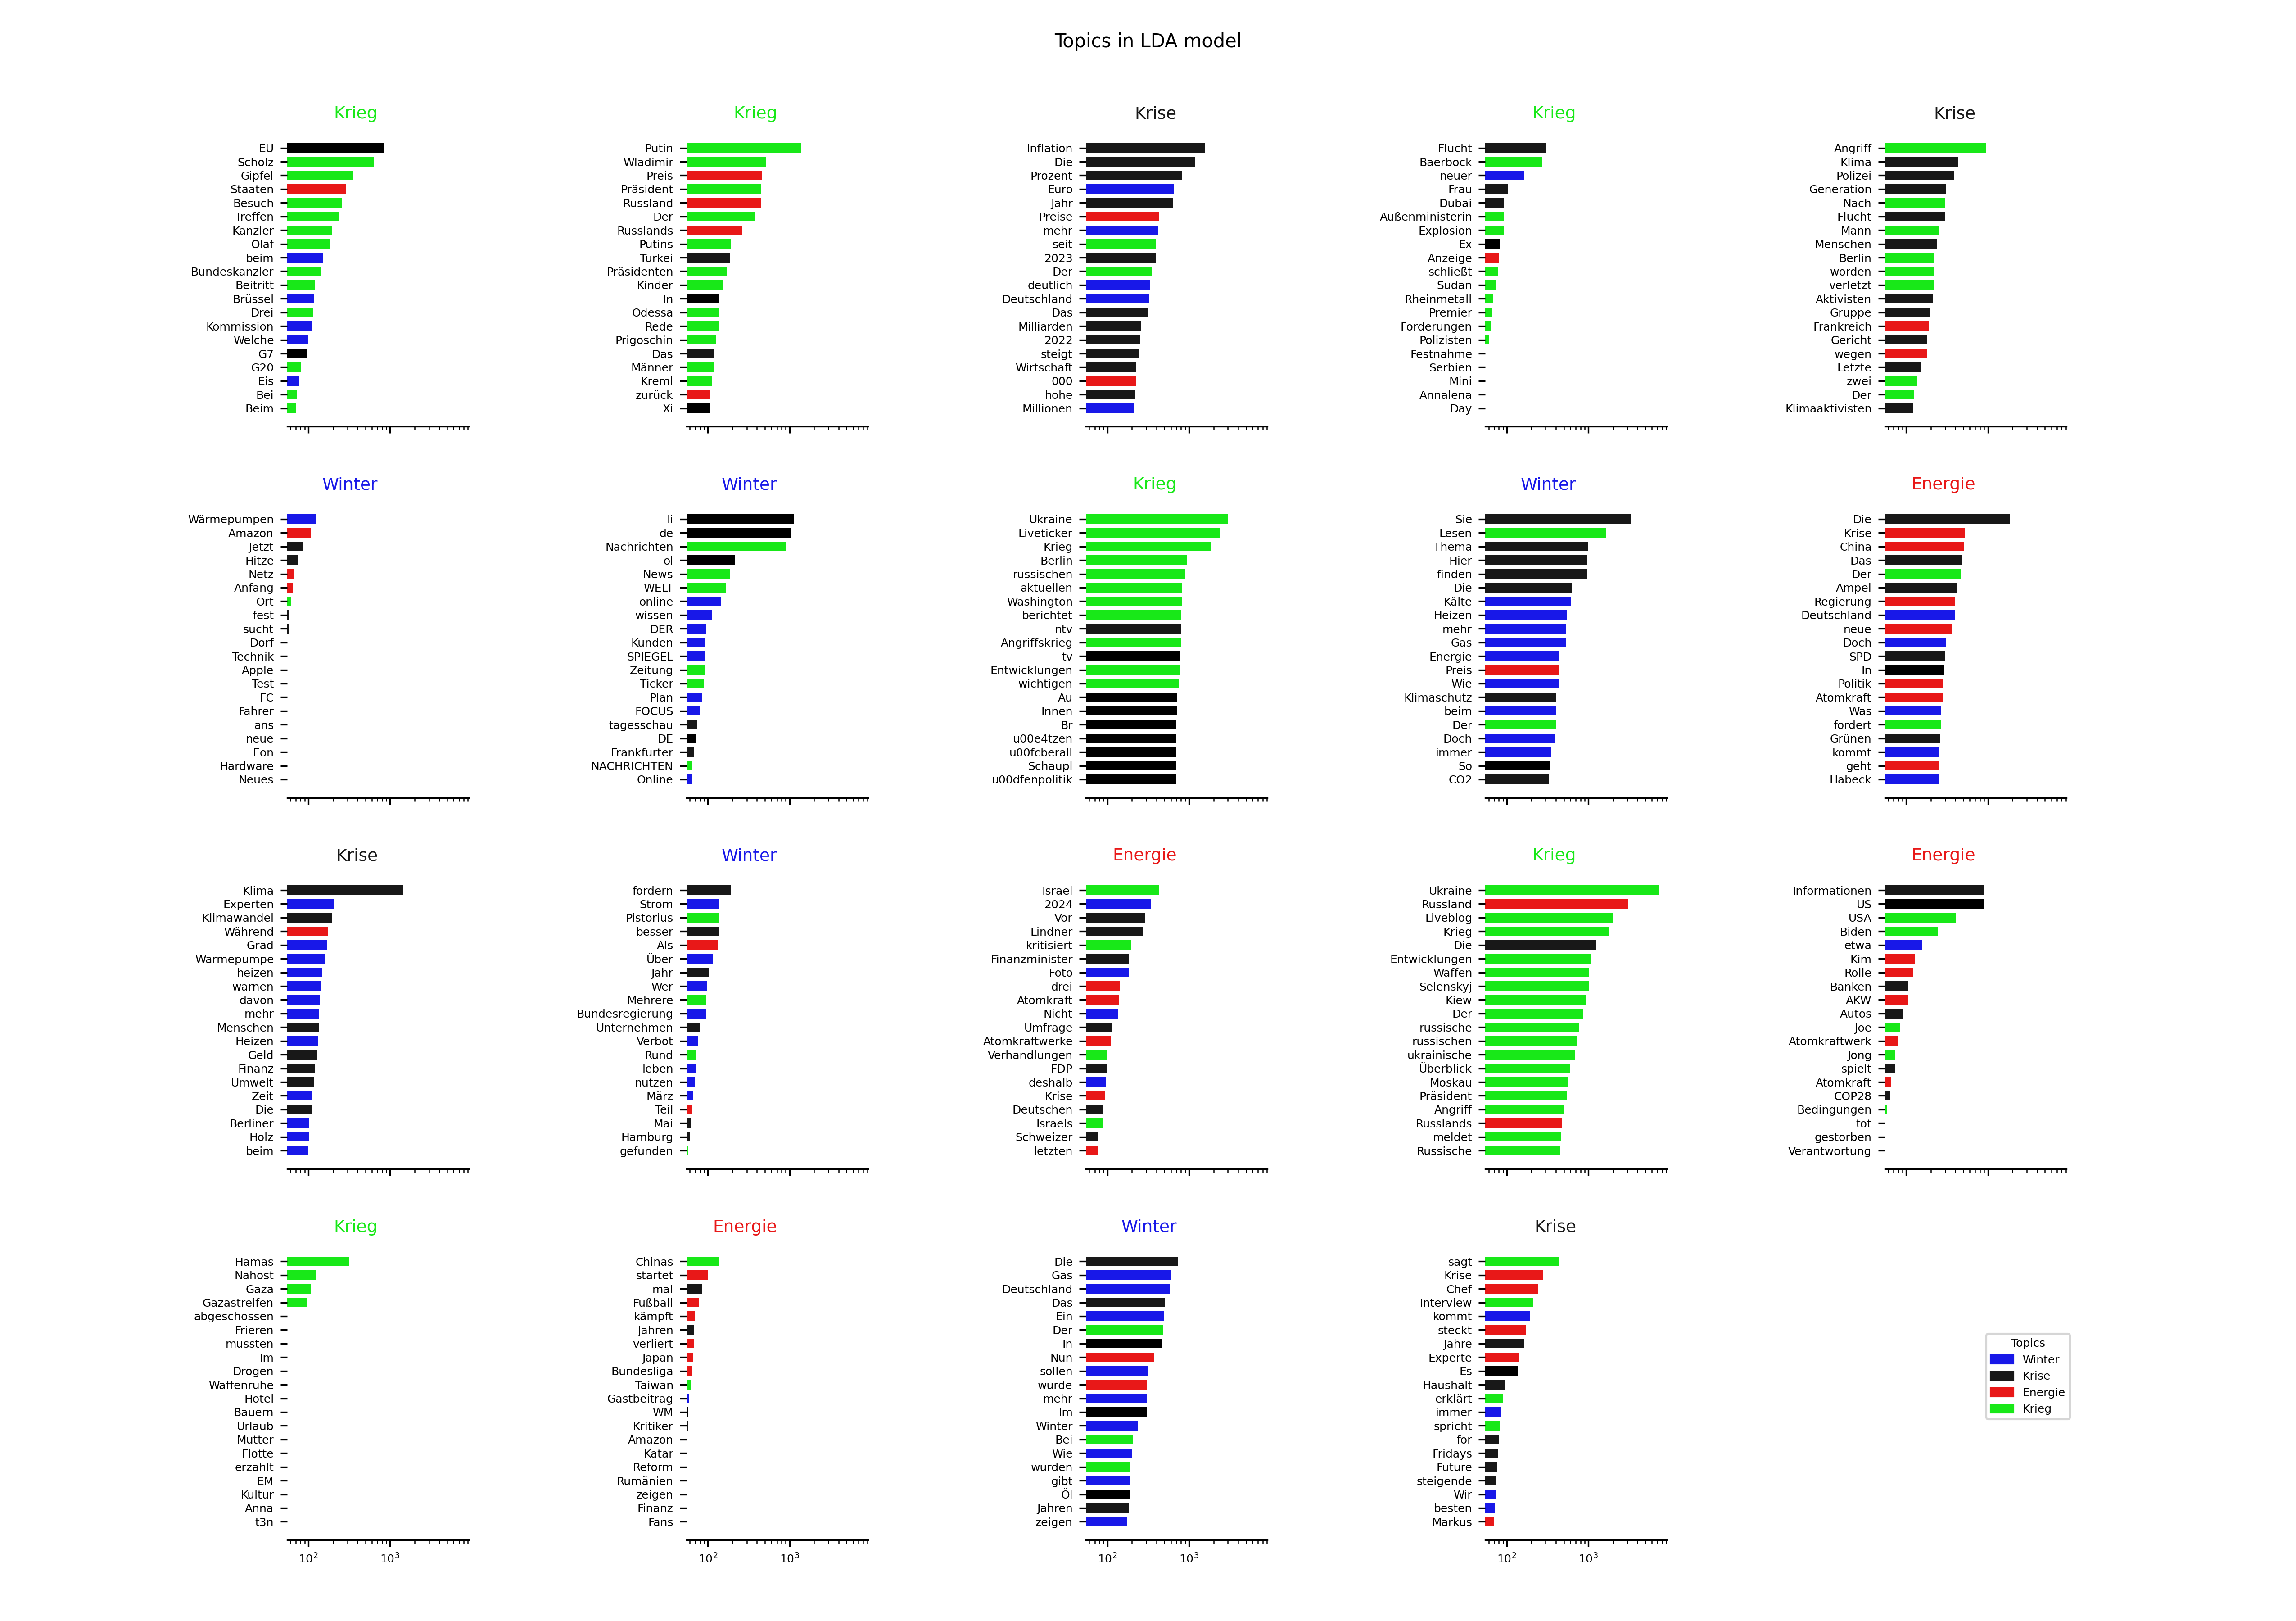 Topics in LDA model
Krieg
EU
Scholz
Gipfel
Staaten
Besuch
Treffen
Kanzler
Olaf
beim
Bundeskanzler
Beitritt
Brüssel
Drei
Kommission
Welche
G7
G20
Eis
Bei
Beim
Krieg
Putin
Wladimir
Preis
Präsident
Russland
Der
Russlands
Putins
Türkei
Präsidenten
Kinder
In
Odessa
Rede
Prigoschin
Das
Männer
Kreml
zurück
Xi
Krise
Inflation
Die
Prozent
Euro
Jahr
Preise
mehr
seit
2023
Der
deutlich
Deutschland
Das
Milliarden
2022
steigt
Wirtschaft
000
hohe
Millionen
Krieg
Flucht
Baerbock
neuer
Frau
Dubai
Außenministerin
Explosion
Ex
Anzeige
schließt
Sudan
Rheinmetall
Premier
Forderungen
Polizisten
Festnahme
Serbien
Mini
Annalena
Day
Krise
Angriff
Klima
Polizei
Generation
Nach
Flucht
Mann
Menschen
Berlin
worden
verletzt
Aktivisten
Gruppe
Frankreich
Gericht
wegen
Letzte
zwei
Der
Klimaaktivisten
Winter
Wärmepumpen
Amazon
Jetzt
Hitze
Netz
Anfang
Ort
fest
sucht
Dorf
Technik
Apple
Test
FC
Fahrer
ans
neue
Eon
Hardware
Neues
Winter
li
de
Nachrichten
ol
News
WELT
online
wissen
DER
Kunden
SPIEGEL
Zeitung
Ticker
Plan
FOCUS
tagesschau
DE
Frankfurter
NACHRICHTEN
Online
Krieg
Ukraine
Liveticker
Krieg
Berlin
russischen
aktuellen
Washington
berichtet
ntv
Angriffskrieg
tv
Entwicklungen
wichtigen
Au
Innen
Br
u00e4tzen
u00fcberall
Schaupl
u00dfenpolitik
Winter
Sie
Lesen
Thema
Hier
finden
Die
Kälte
Heizen
mehr
Gas
Energie
Preis
Wie
Klimaschutz
beim
Der
Doch
immer
So
CO2
Energie
Die
Krise
China
Das
Der
Ampel
Regierung
Deutschland
neue
Doch
SPD
In
Politik
Atomkraft
Was
fordert
Grünen
kommt
geht
Habeck
Krise
Klima
Experten
Klimawandel
Während
Grad
Wärmepumpe
heizen
warnen
davon
mehr
Menschen
Heizen
Geld
Finanz
Umwelt
Zeit
Die
Berliner
Holz
beim
Winter
fordern
Strom
Pistorius
besser
Als
Über
Jahr
Wer
Mehrere
Bundesregierung
Unternehmen
Verbot
Rund
leben
nutzen
März
Teil
Mai
Hamburg
gefunden
Energie
Israel
2024
Vor
Lindner
kritisiert
Finanzminister
Foto
drei
Atomkraft
Nicht
Umfrage
Atomkraftwerke
Verhandlungen
FDP
deshalb
Krise
Deutschen
Israels
Schweizer
letzten
Krieg
Ukraine
Russland
Liveblog
Krieg
Die
Entwicklungen
Waffen
Selenskyj
Kiew
Der
russische
russischen
ukrainische
Überblick
Moskau
Präsident
Angriff
Russlands
meldet
Russische
Energie
Informationen
US
USA
Biden
etwa
Kim
Rolle
Banken
AKW
Autos
Joe
Atomkraftwerk
Jong
spielt
Atomkraft
COP28
Bedingungen
tot
gestorben
Verantwortung
Krieg
Hamas
Nahost
Gaza
Gazastreifen
abgeschossen
Frieren
mussten
Im
Drogen
Waffenruhe
Hotel
Bauern
Urlaub
Mutter
Flotte
erzählt
EM
Kultur
Anna
t3n
10² 10³
Energie
Chinas
startet
mal
Fußball
kämpft
Jahren
verliert
Japan
Bundesliga
Taiwan
Gastbeitrag
WM
Kritiker
Amazon
Katar
Reform
Rumänien
zeigen
Finanz
Fans
10² 10³
Winter
Die
Gas
Deutschland
Das
Ein
Der
In
Nun
sollen
wurde
mehr
Im
Winter
Bei
Wie
wurden
gibt
Öl
Jahren
zeigen
10² 10³
Krise
sagt
Krise
Chef
Interview
kommt
steckt
Jahre
Experte
Es
Haushalt
erklärt
immer
spricht
for
Fridays
Future
steigende
Wir
besten
Markus
10² 10³
Topics
Winter
Krise
Energie
Krieg